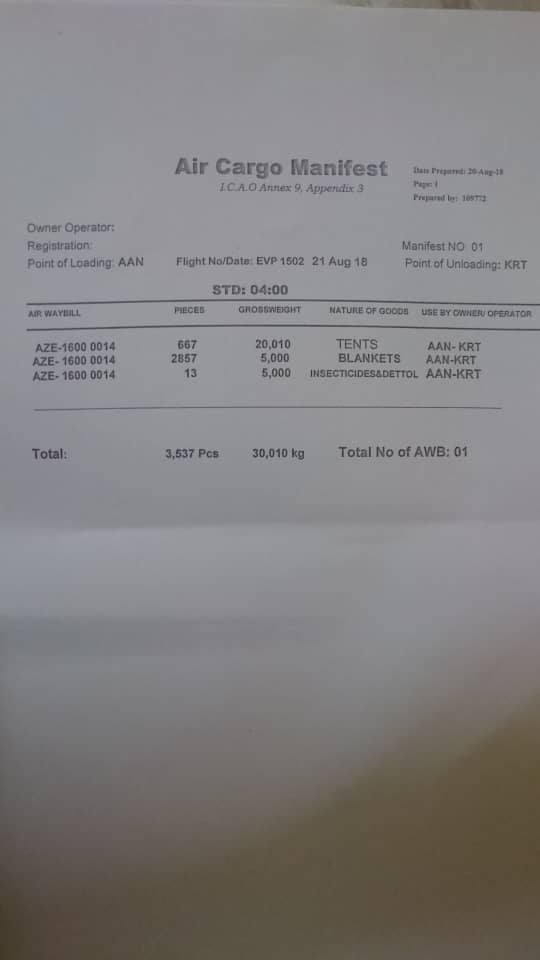 Air Cargo Manifest
I.C.A.O Annex 9, Appendix 3
Date Prepared: 20-Aug-18
Page: 1
Prepared by: 109772
Owner Operator:
Registration:
Manifest NO 01
Point of Loading: AAN Flight No/Date: EVP 1502 21 Aug 18 Point of Unloading: KRT
STD: 04:00
AIR WAYBILL PIECES GROSSWEIGHT NATURE OF GOODS USE BY OWNER/ OPERATOR
AZE-1600 0014 667 20,010 TENTS AAN- KRT
AZE- 1600 0014 2857 5,000 BLANKETS AAN-KRT
AZE- 1600 0014 13 5,000 INSECTICIDES&DETTOL AAN-KRT
Total: 3,537 Pcs 30,010 kg Total No of AWB: 01